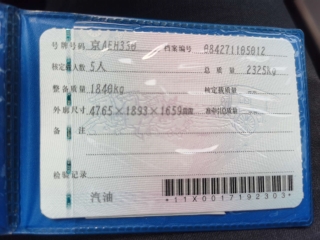 号牌号码 京AEH350 档案编号 084271105012
核定载人数 5人 总质量 2325kg
整备质量 1840kg 核定载质量
外廓尺寸 4765×1893×1659mm 准牵引总质量
备注
检验记录
汽油
*11X0017192303*